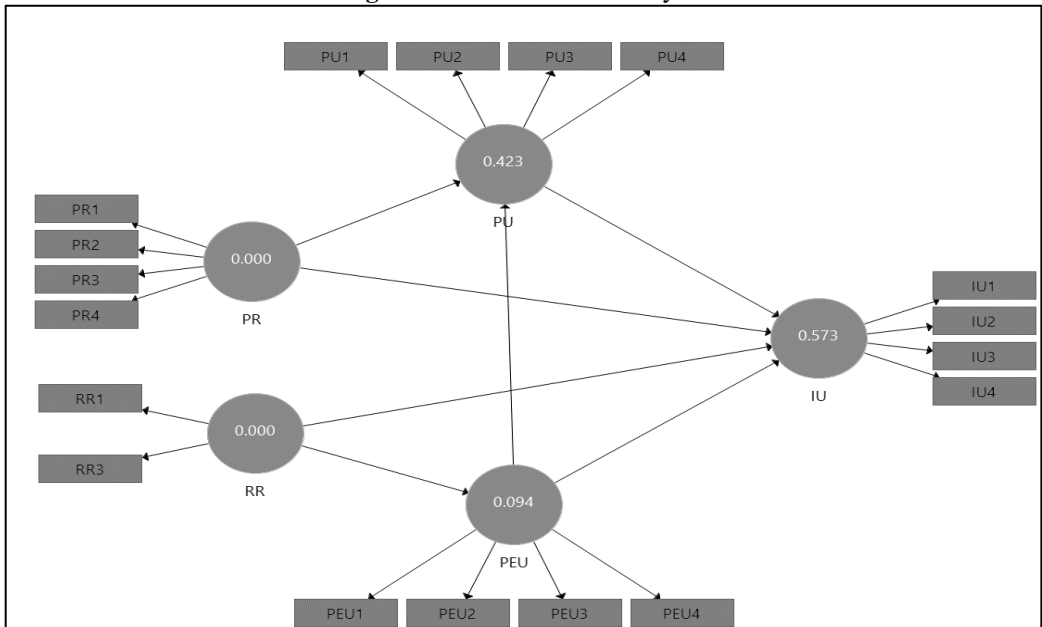 PU1 PU2 PU3 PU4
0.423
PU
PR1
PR2
PR3
PR4
0.000
PR
IU1
IU2
IU3
IU4
0.573
IU
RR1
RR3
0.000
RR
0.094
PEU
PEU1 PEU2 PEU3 PEU4